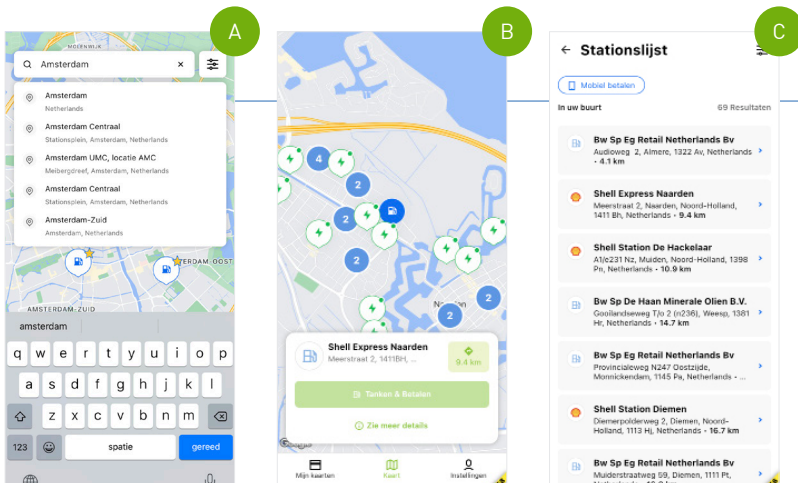 A
MOLENWIJK
Amsterdam
Amsterdam
Netherlands
Amsterdam Centraal
Stationsplein, Amsterdam, Netherlands
Amsterdam UMC, locatie AMC
Meibergdreef, Amsterdam, Netherlands
Amsterdam Centraal
Stationsplein, Amsterdam, Netherlands
Amsterdam-Zuid
Amsterdam, Netherlands
TERDAM-OOST
AMSTERDAM-ZUID
amsterdam
q w e r t y u i o p
a s d f g h j k l
z x c v b n m
123 spatie gereed
B
4
2
2
2
2
2
Shell Express Naarden
Meerstraat 2, 1411BH, ...
9.4 km
Tanken & Betalen
Zie meer details
Google
Mijn kaarten Kaart Instellingen
C
Stationslijst
Mobiel betalen
In uw buurt 69 Resultaten
Bw Sp Eg Retail Netherlands Bv
Audioweg 2, Almere, 1322 Av, Netherlands
• 4.1 km
Shell Express Naarden
Meerstraat 2, Naarden, Noord-Holland,
1411 Bh, Netherlands • 9.4 km
Shell Station De Hackelaar
A1/e231 Nz, Muiden, Noord-Holland, 1398
Pn, Netherlands • 10.9 km
Bw Sp De Haan Minerale Olien B.V.
Gooilandseweg T/o 2 (n236), Weesp, 1381
Hr, Netherlands • 14.7 km
Bw Sp Eg Retail Netherlands Bv
Provincialeweg N247 Oostzijde,
Monnickendam, 1145 Pa, Netherlands • ...
Shell Station Diemen
Diemerpolderweg 2, Diemen, Noord-
Holland, 1113 Hj, Netherlands • 16.7 km
Bw Sp Eg Retail Netherlands Bv
Muiderstraatweg 59, Diemen, 1111 Pt,